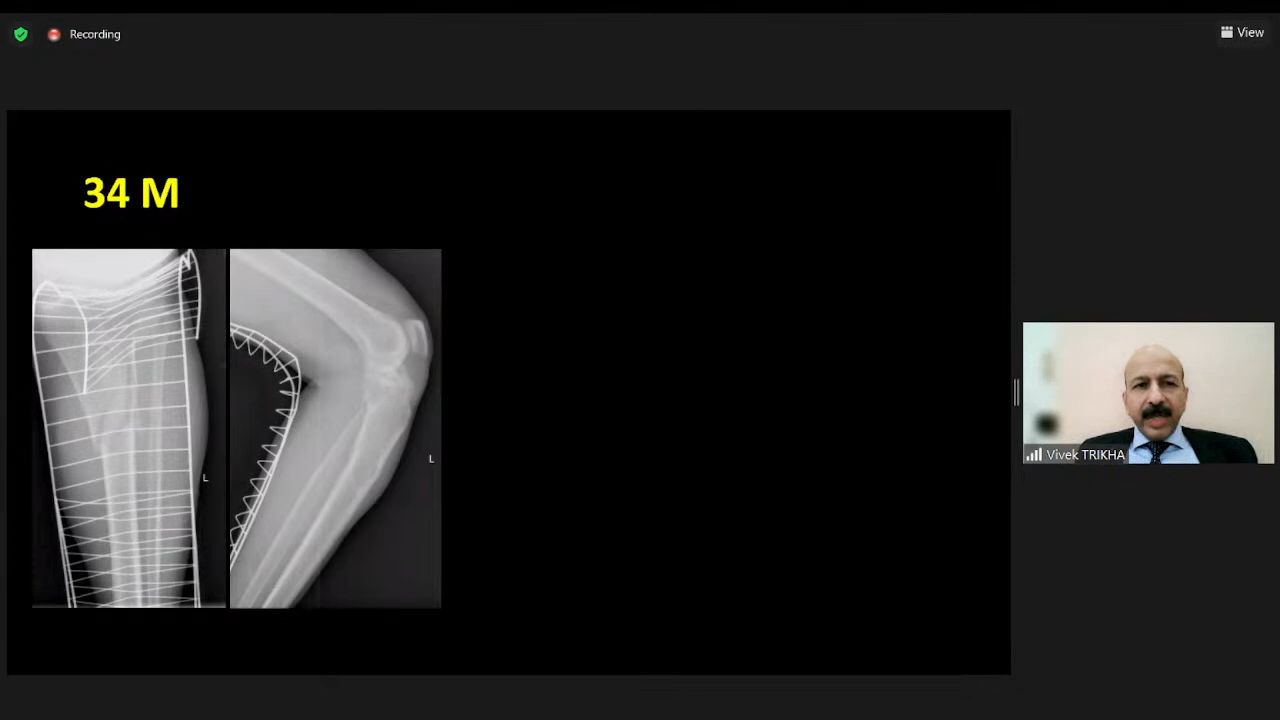 Recording
View
34 M
L
L
Vivek TRIKHA